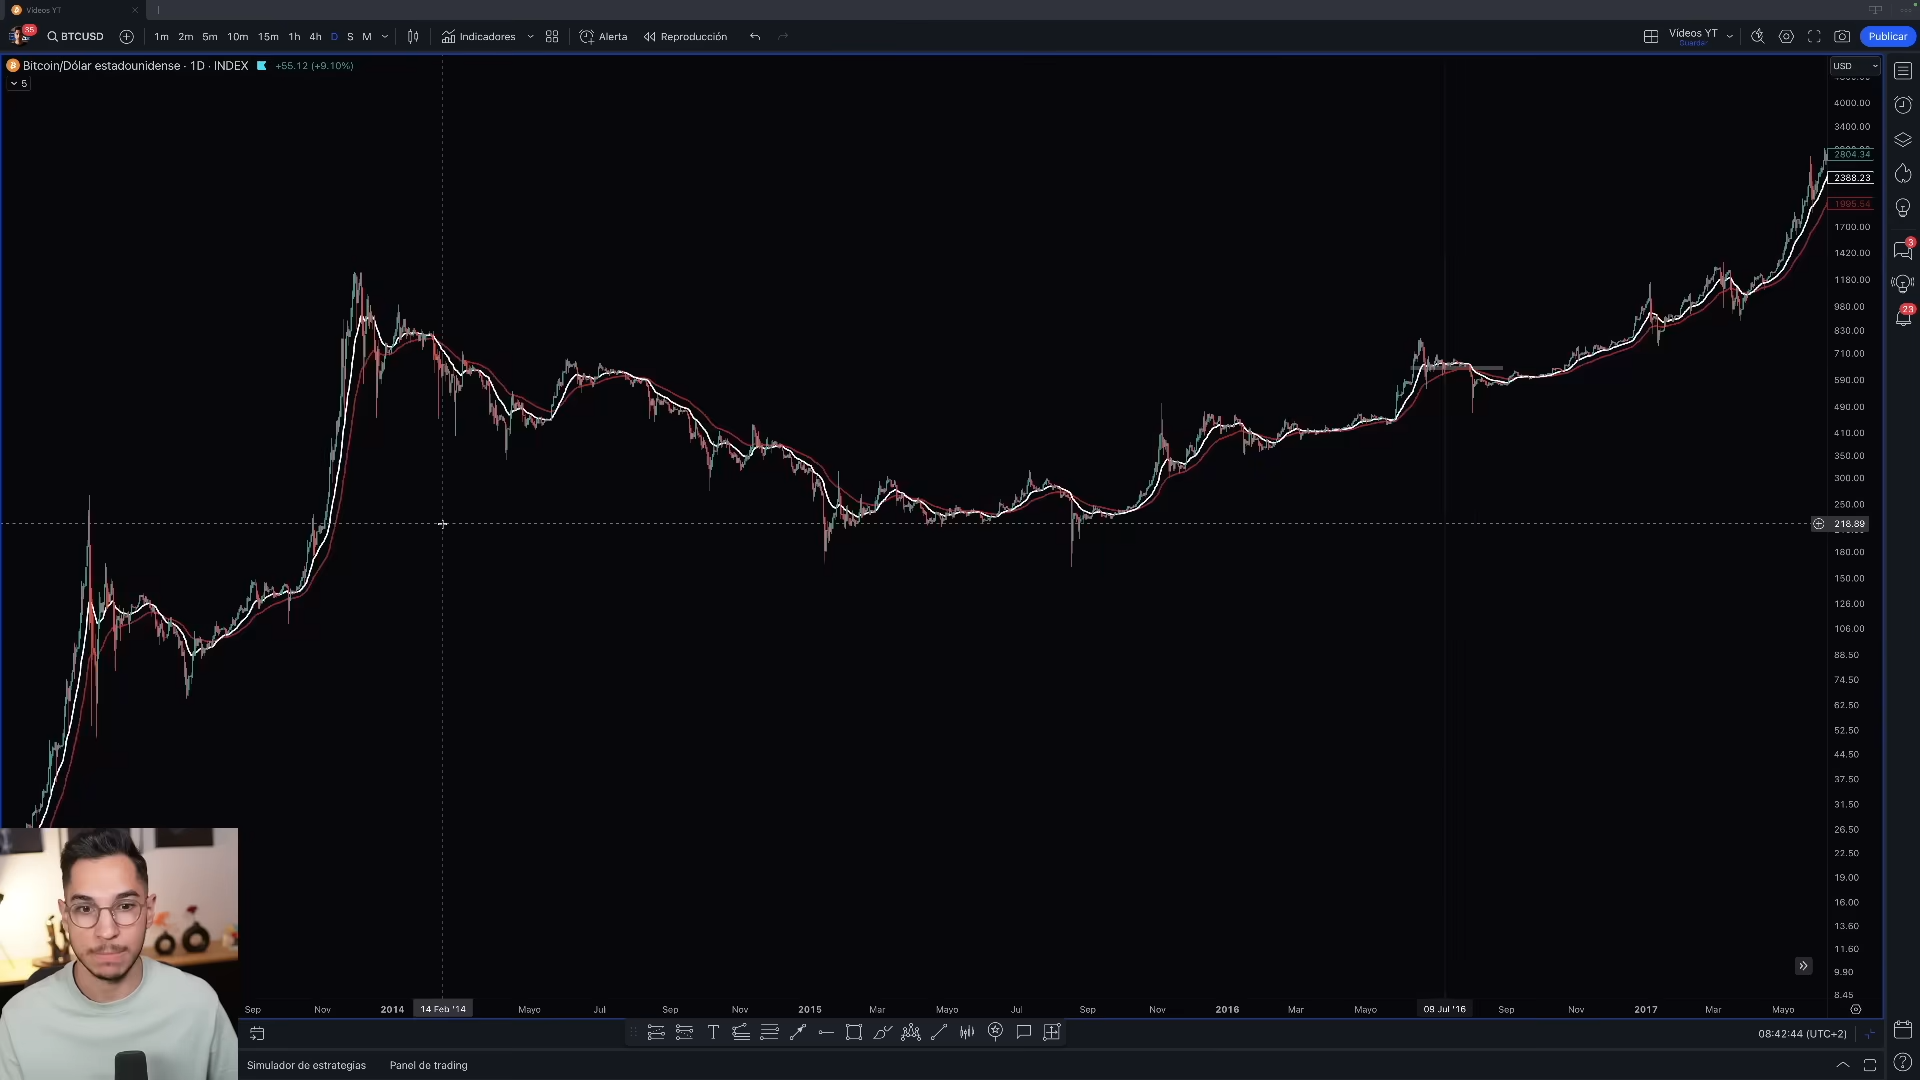 Videos YT
85
BTCUSD
1m 2m 5m 10m 15m 1h 4h D S M
Indicadores
Alerta
Reproducción
Videos YT
Guardar
Publicar
Bitcoin/Dólar estadounidense · 1D · INDEX
+55.12 (+9.10%)
5
USD
4000.00
3400.00
2804.34
2388.23
1995.54
1700.00
1420.00
1180.00
980.00
830.00
710.00
590.00
490.00
410.00
350.00
300.00
250.00
218.89
180.00
150.00
126.00
106.00
88.50
74.50
62.50
52.50
44.50
37.50
31.50
26.50
22.50
19.00
16.00
13.60
11.60
9.90
8.45
3
23
Sep Nov 2014 14 Feb '14 Mayo Jul Sep Nov 2015 Mar Mayo Jul Sep Nov 2016 Mar Mayo 09 Jul '16 Sep Nov 2017 Mar Mayo
08:42:44 (UTC+2)
Simulador de estrategias
Panel de trading